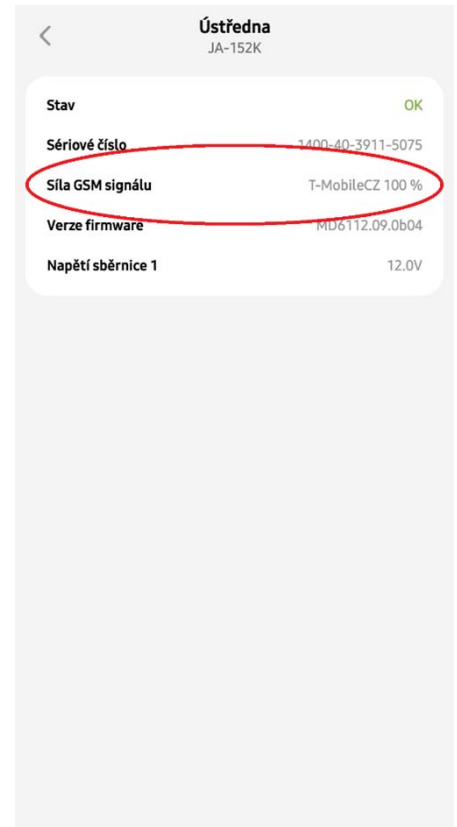 Ústředna
JA-152K
Stav OK
Sériové číslo 1400-40-3911-5075
Síla GSM signálu T-MobileCZ 100 %
Verze firmware MD6112.09.0b04
Napětí sběrnice 1 12.0V